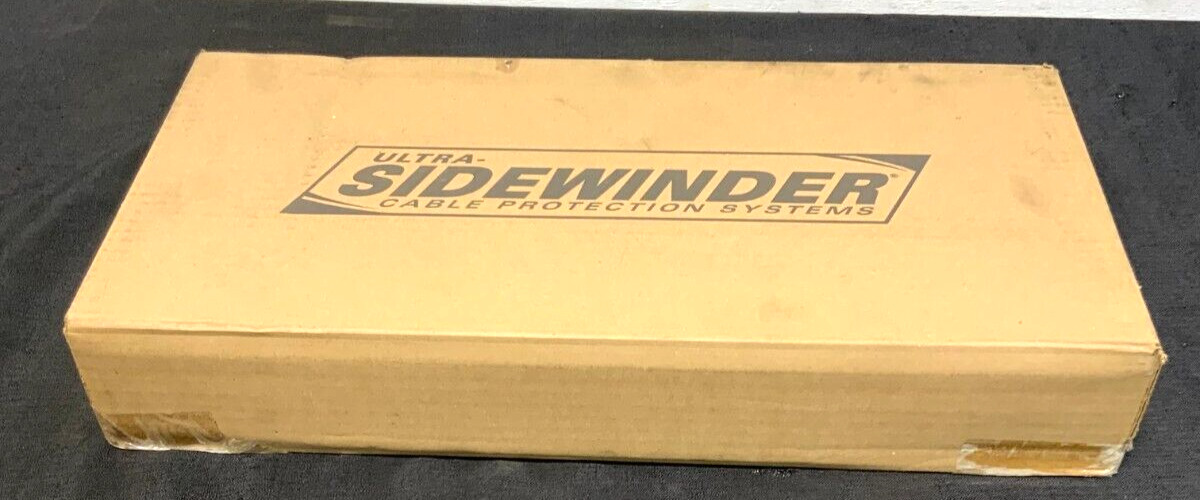 ULTRA-
SIDEWINDER®
CABLE PROTECTION SYSTEMS